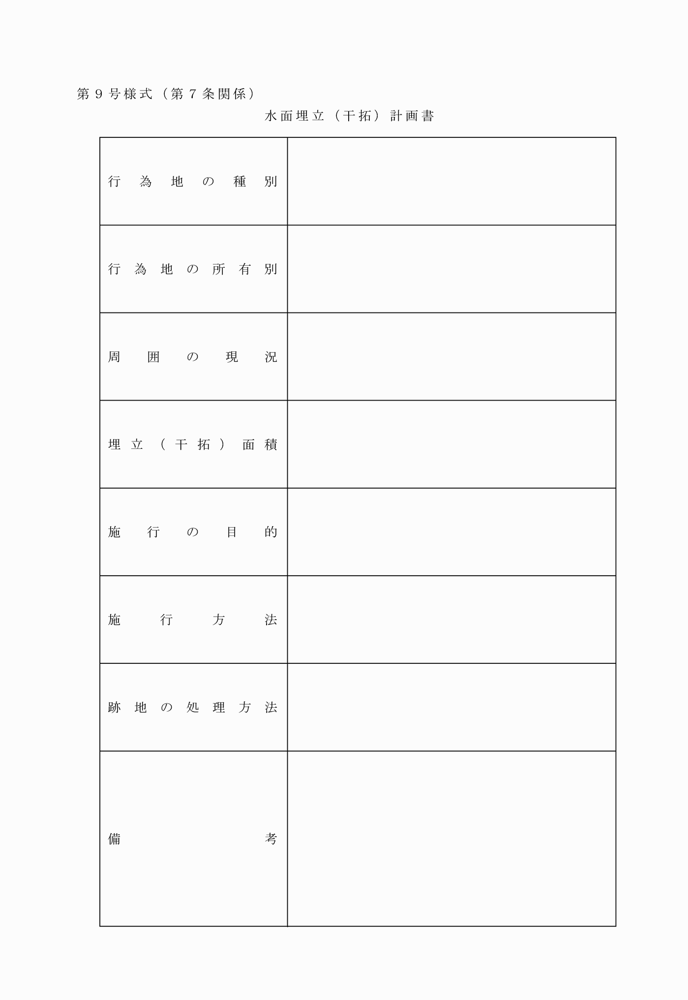 第９号様式（第７条関係）
水面埋立（干拓）計画書
行為地の種別
行為地の所有別
周囲の現況
埋立（干拓）面積
施行の目的
施行方法
跡地の処理方法
備考